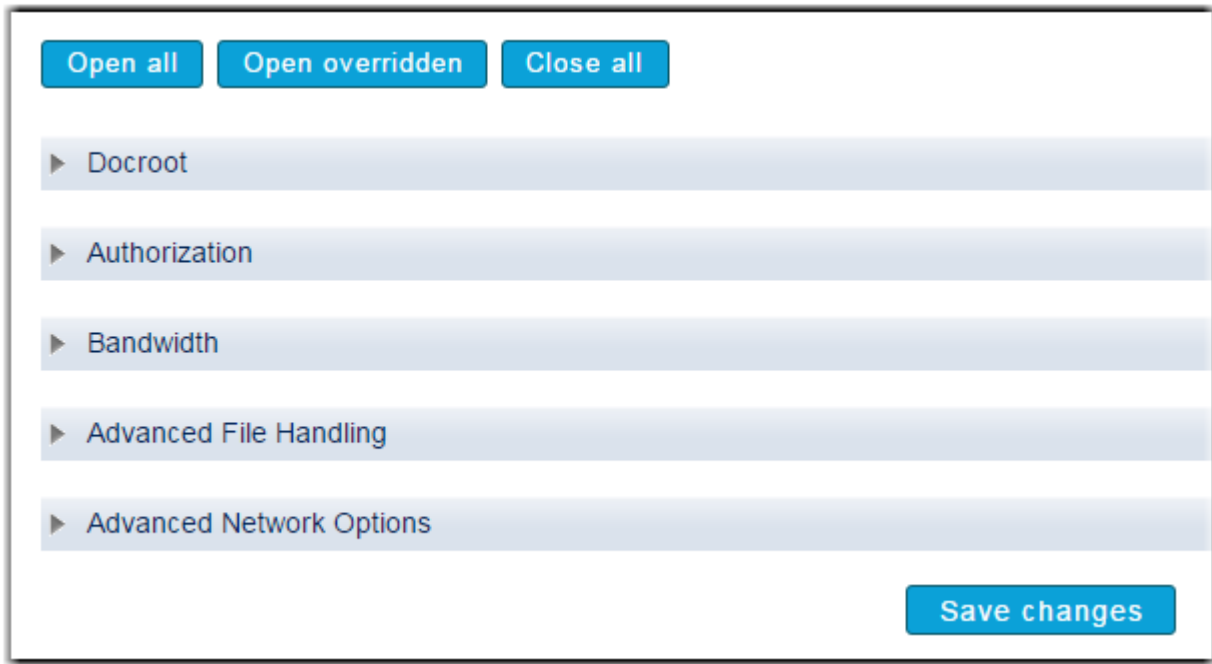 Open all Open overridden Close all
Docroot
Authorization
Bandwidth
Advanced File Handling
Advanced Network Options
Save changes